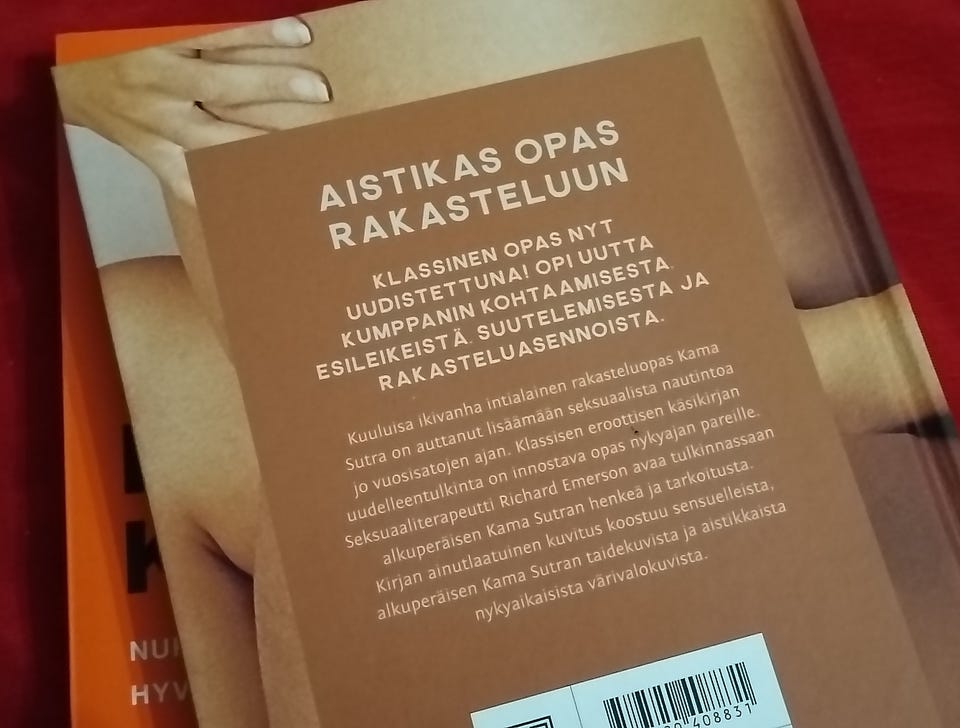 AISTIKAS OPAS
RAKASTELUUN
KLASSINEN OPAS NYT
UUDISTETTUNA! OPI UUTTA
KUMPPANIN KOHTAAMISESTA,
ESILEIKEISTÄ, SUUTELEMISESTA JA
RAKASTELUASENNOISTA.
Kuuluisa ikivanha intialainen rakasteluopas Kama
Sutra on auttanut lisäämään seksuaalista nautintoa
jo vuosisatojen ajan. Klassisen eroottisen käsikirjan
uudelleentulkinta on innostava opas nykyajan pareille.
Seksuaaliterapeutti Richard Emerson avaa tulkinnassaan
alkuperäisen Kama Sutran henkeä ja tarkoitusta.
Kirjan ainutlaatuinen kuvitus koostuu sensuelleista,
alkuperäisen Kama Sutran taidekuvista ja aistikkaista
nykyaikaisista värivalokuvista.